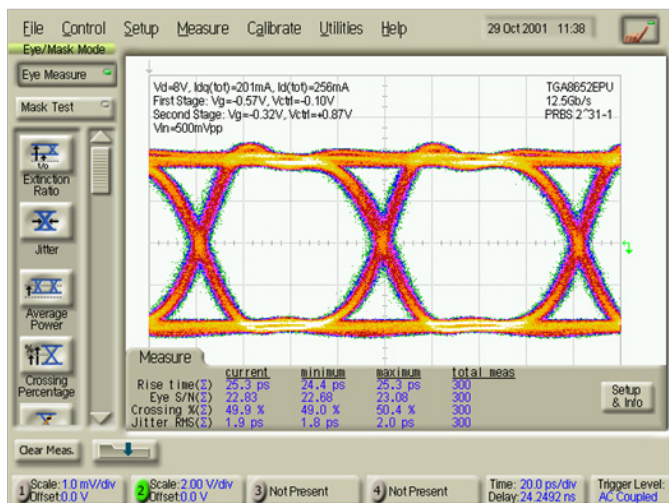 File Control Setup Measure Calibrate Utilities Help 29 Oct 2001 11:38
Eye/Mask Mode
Eye Measure
Mask Test
Extinction
Ratio
Jitter
Average
Power
Crossing
Percentage
Vd=8V, Idq(tot)=201mA, Id(tot)=256mA
First Stage: Vg=-0.57V, Vctrl=-0.10V
Second Stage: Vg=-0.32V, Vctrl=+0.87V
Vin=500mVpp
TGA8652EPU
12.5Gb/s
PRBS 2^31-1
Measure
current minimum maximum total meas
Rise time(Σ) 25.3 ps 24.4 ps 25.3 ps 300
Eye S/N(Σ) 22.83 22.68 23.08 300
Crossing %(Σ) 49.9 % 49.0 % 50.4 % 300
Jitter RMS(Σ) 1.9 ps 1.8 ps 2.0 ps 300
Setup
& Info
Clear Meas.
1 Scale:1.0 mV/div
Offset:0.0 V
2 Scale:2.00 V/div
Offset:0.0 V
3 Not Present
4 Not Present
Time: 20.0 ps/div
Delay:24.2492 ns
Trigger Level
AC Coupled